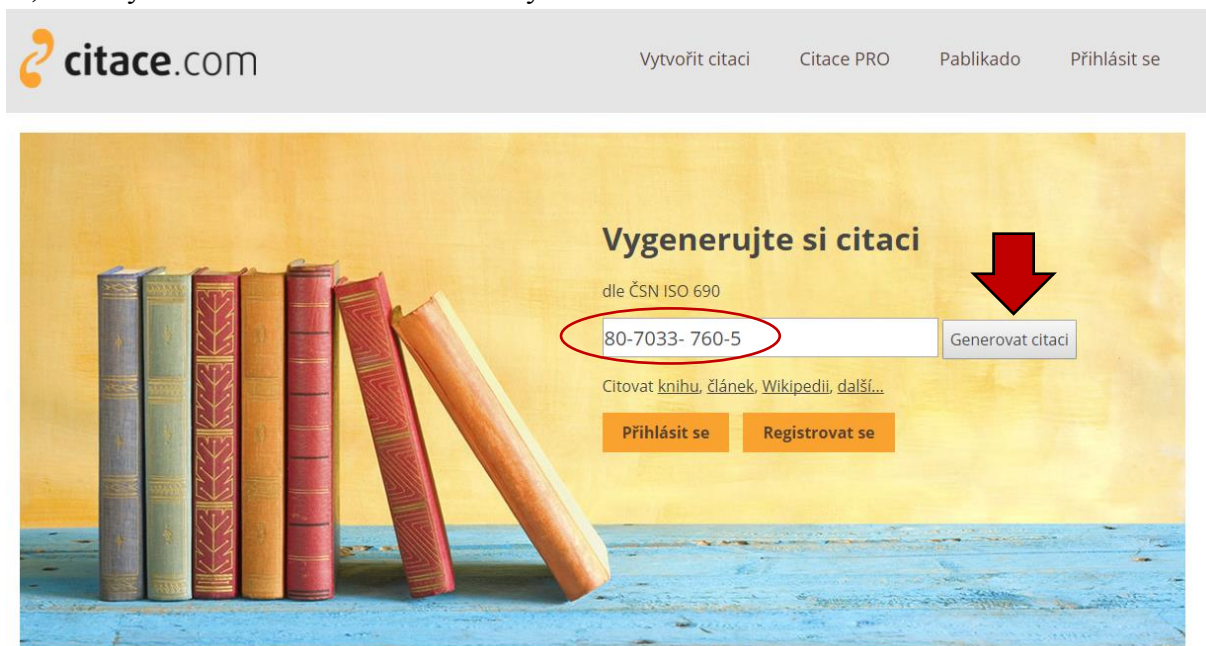 citace.com
Vytvořit citaci Citace PRO Pablikado Přihlásit se
Vygenerujte si citaci
dle ČSN ISO 690
80-7033- 760-5 Generovat citaci
Citovat knihu, článek, Wikipedii, další...
Přihlásit se Registrovat se